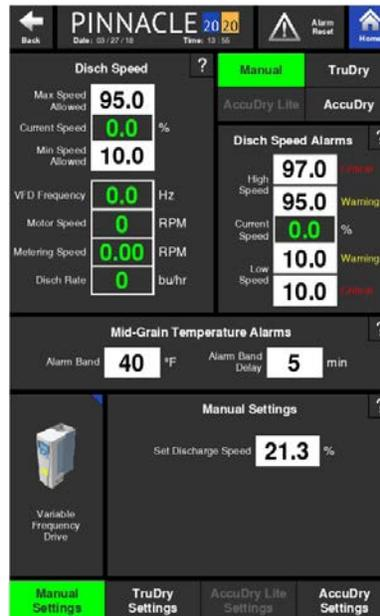 PINNACLE 20 20
Alarm Reset
Back
Date: 03 / 27 / 18 Time: 13 : 55
Home
Disch Speed
?
Max Speed Allowed 95.0
Current Speed 0.0 %
Min Speed Allowed 10.0
VFD Frequency 0.0 Hz
Motor Speed 0 RPM
Metering Speed 0.00 RPM
Disch Rate 0 bu/hr
Manual
TruDry
AccuDry Lite
AccuDry
Disch Speed Alarms
?
High Speed
97.0 Critical
95.0 Warning
Current Speed 0.0 %
Low Speed
10.0 Warning
10.0 Critical
Mid-Grain Temperature Alarms
?
Alarm Band 40 °F
Alarm Band Delay 5 min
Variable Frequency Drive
Manual Settings
?
Set Discharge Speed 21.3 %
Manual Settings
TruDry Settings
AccuDry Lite Settings
AccuDry Settings